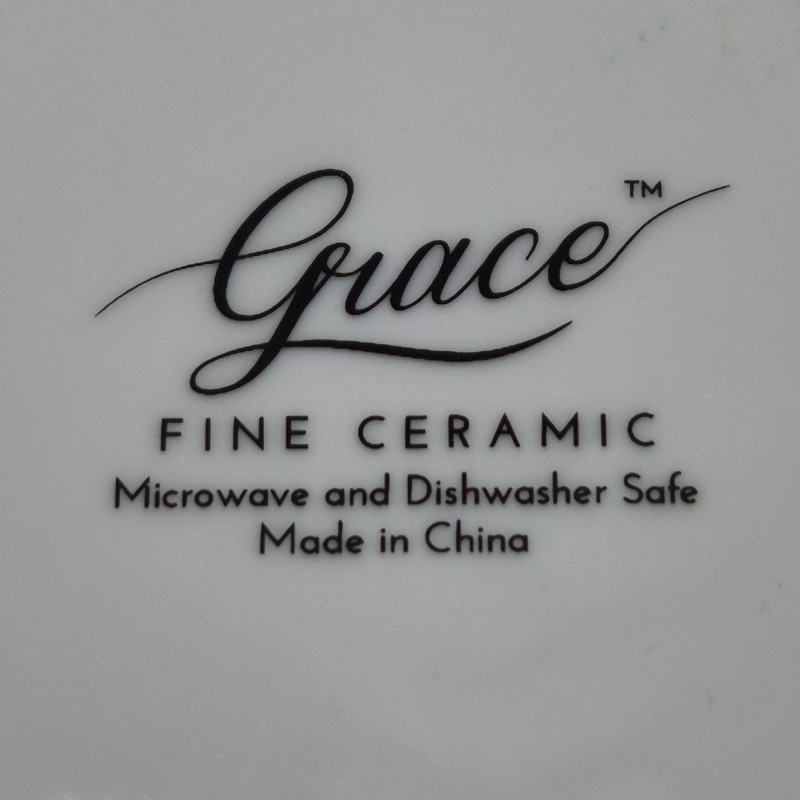 Grace™
FINE CERAMIC
Microwave and Dishwasher Safe
Made in China